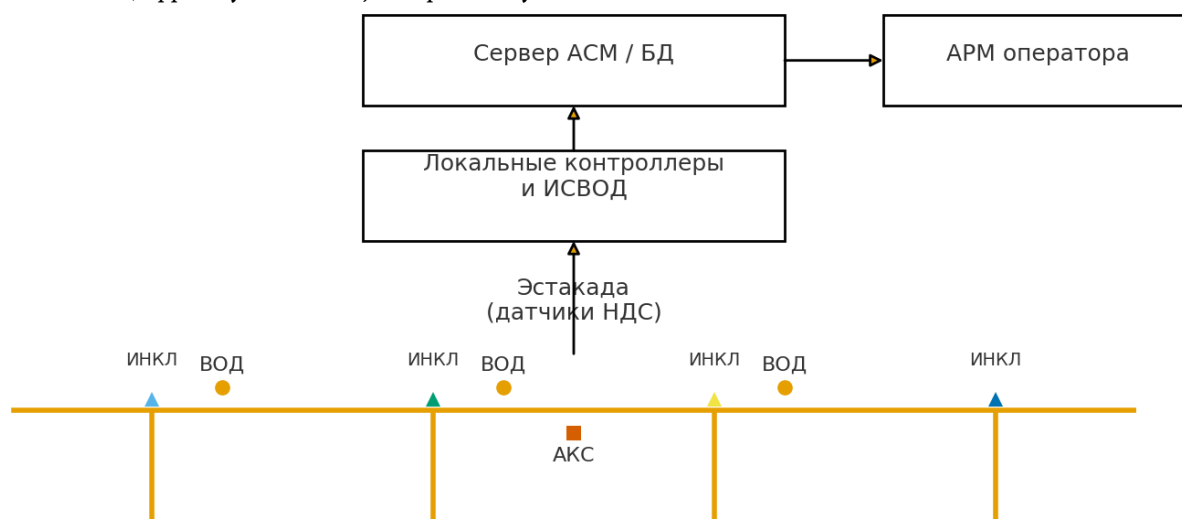 Сервер АСМ / БД
АРМ оператора
Локальные контроллеры
и ИСВОД
Эстакада
(датчики НДС)
ИНКЛ ВОД ИНКЛ ВОД ИНКЛ ВОД ИНКЛ
АКС